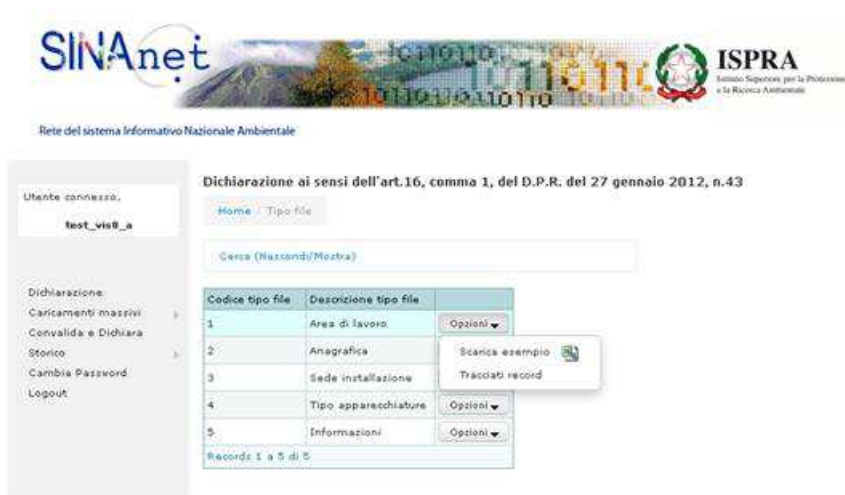 SINAnet
ISPRA
Istituto Superiore per la Protezione
e la Ricerca Ambientale
Rete del sistema Informativo Nazionale Ambientale
Dichiarazione ai sensi dell'art.16, comma 1, del D.P.R. del 27 gennaio 2012, n.43
Utente connesso,
test_vis8_a
Home / Tipo file
Cerca (Nascondi/Mostra)
Dichiarazione
Caricamenti massivi
Convalida e Dichiara
Storico
Cambia Password
Logout
Codice tipo file Descrizione tipo file
1 Area di lavoro Opzioni
2 Anagrafica
Scarica esempio
3 Sede installazione
Tracciati record
4 Tipo apparecchiature Opzioni
5 Informazioni Opzioni
Records 1 a 5 di 5